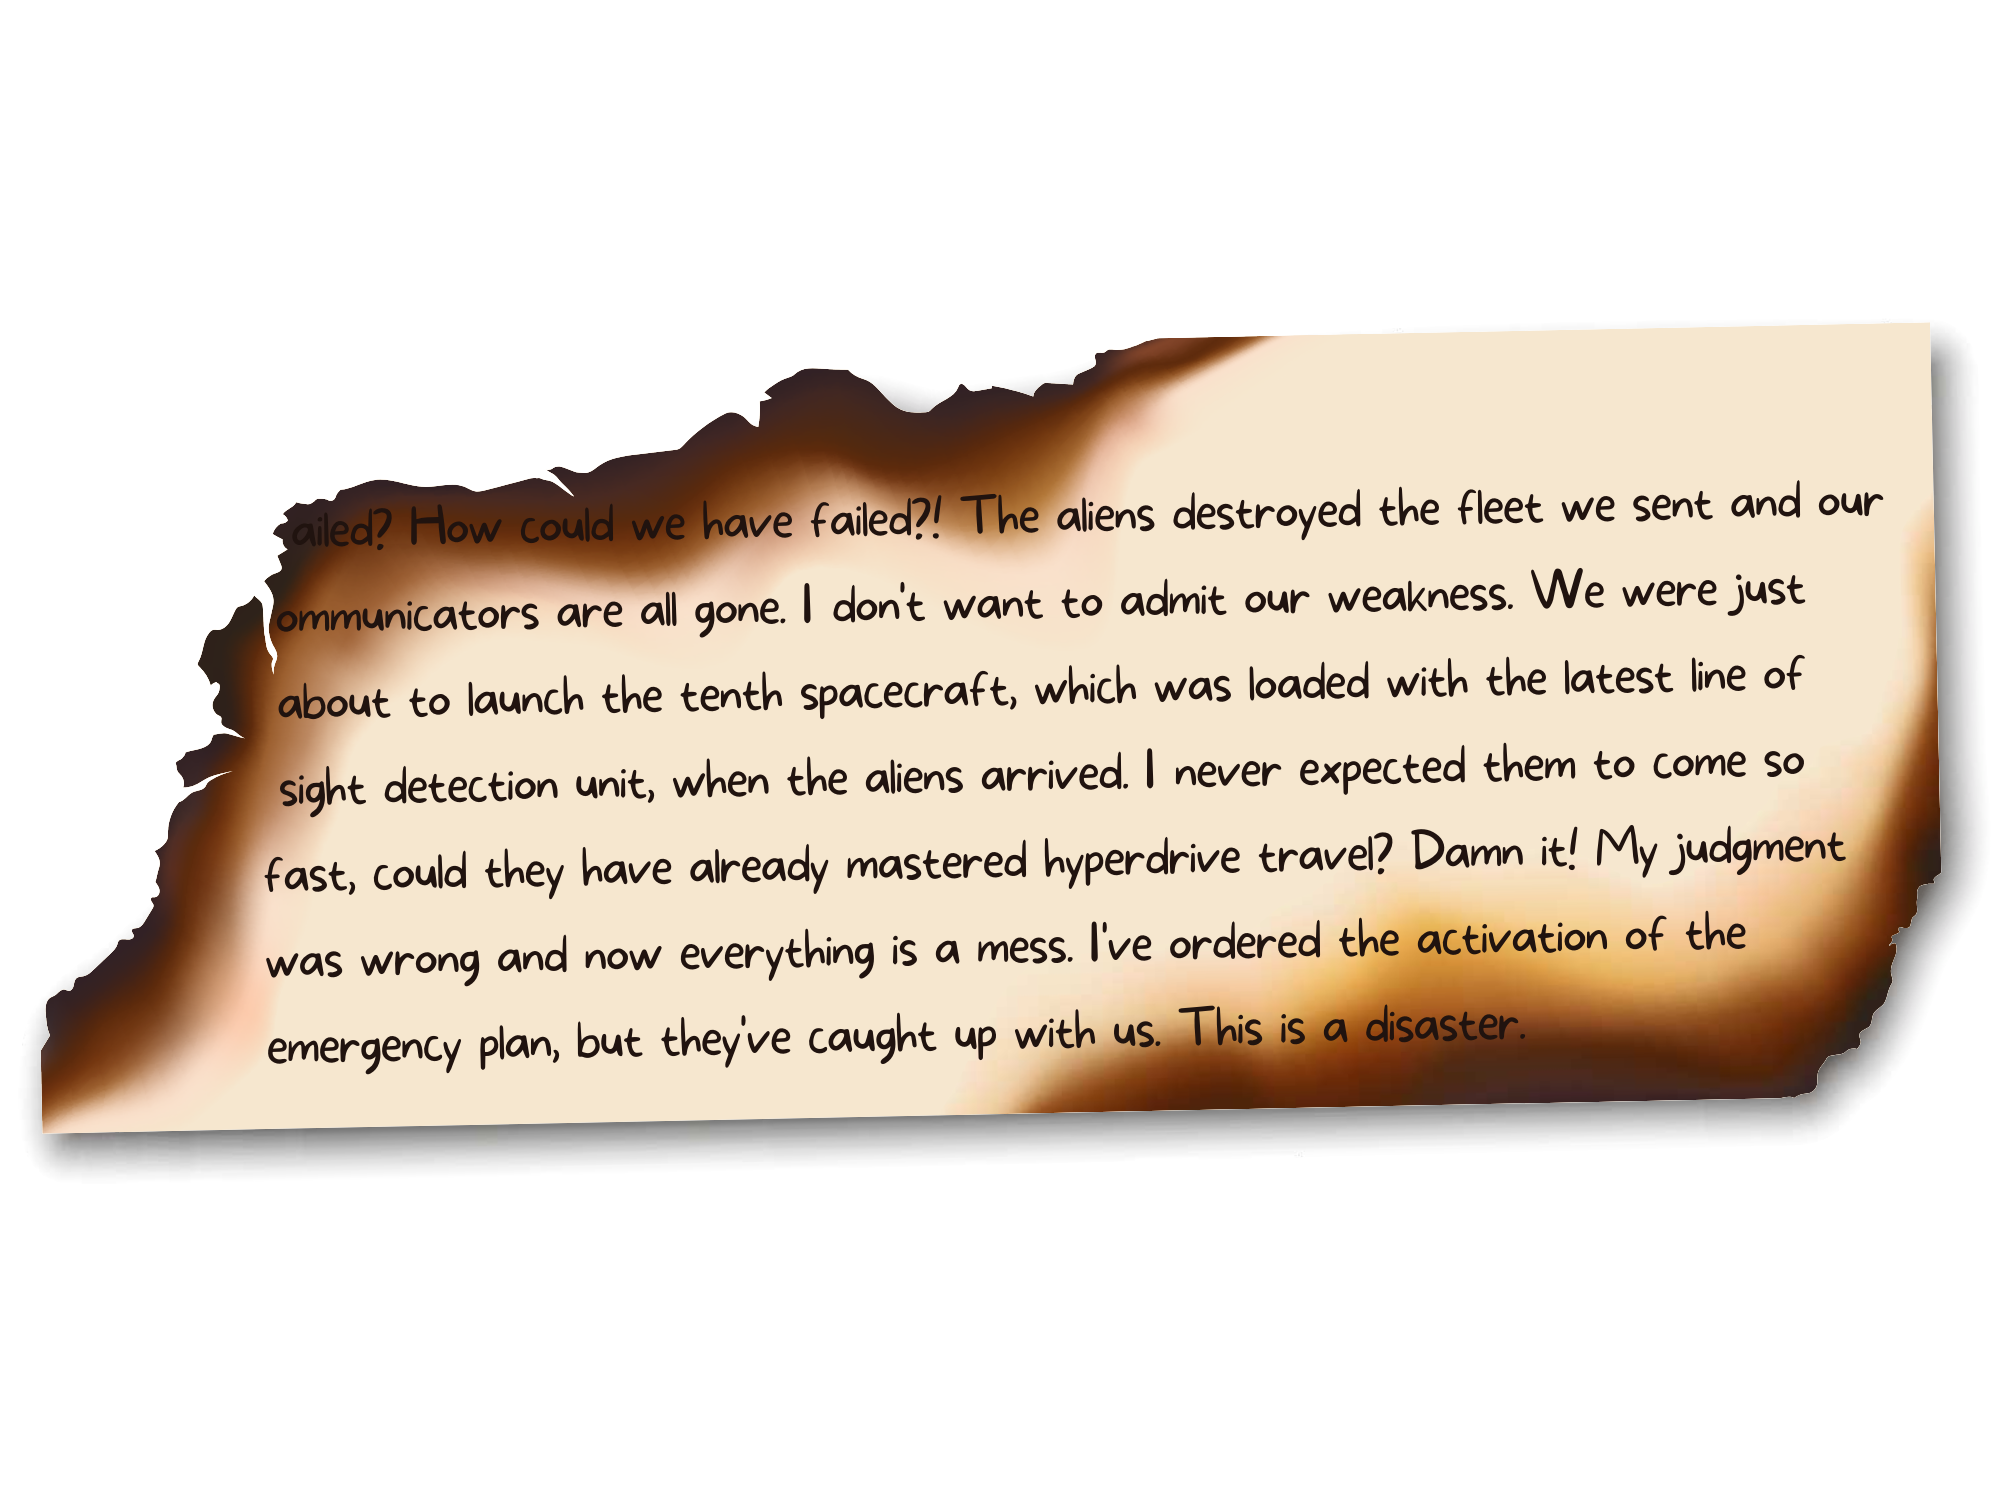 ailed? How could we have failed?! The aliens destroyed the fleet we sent and our
ommunicators are all gone. I don't want to admit our weakness. We were just
about to launch the tenth spacecraft, which was loaded with the latest line of
sight detection unit, when the aliens arrived. I never expected them to come so
fast, could they have already mastered hyperdrive travel? Damn it! My judgment
was wrong and now everything is a mess. I've ordered the activation of the
emergency plan, but they've caught up with us. This is a disaster.